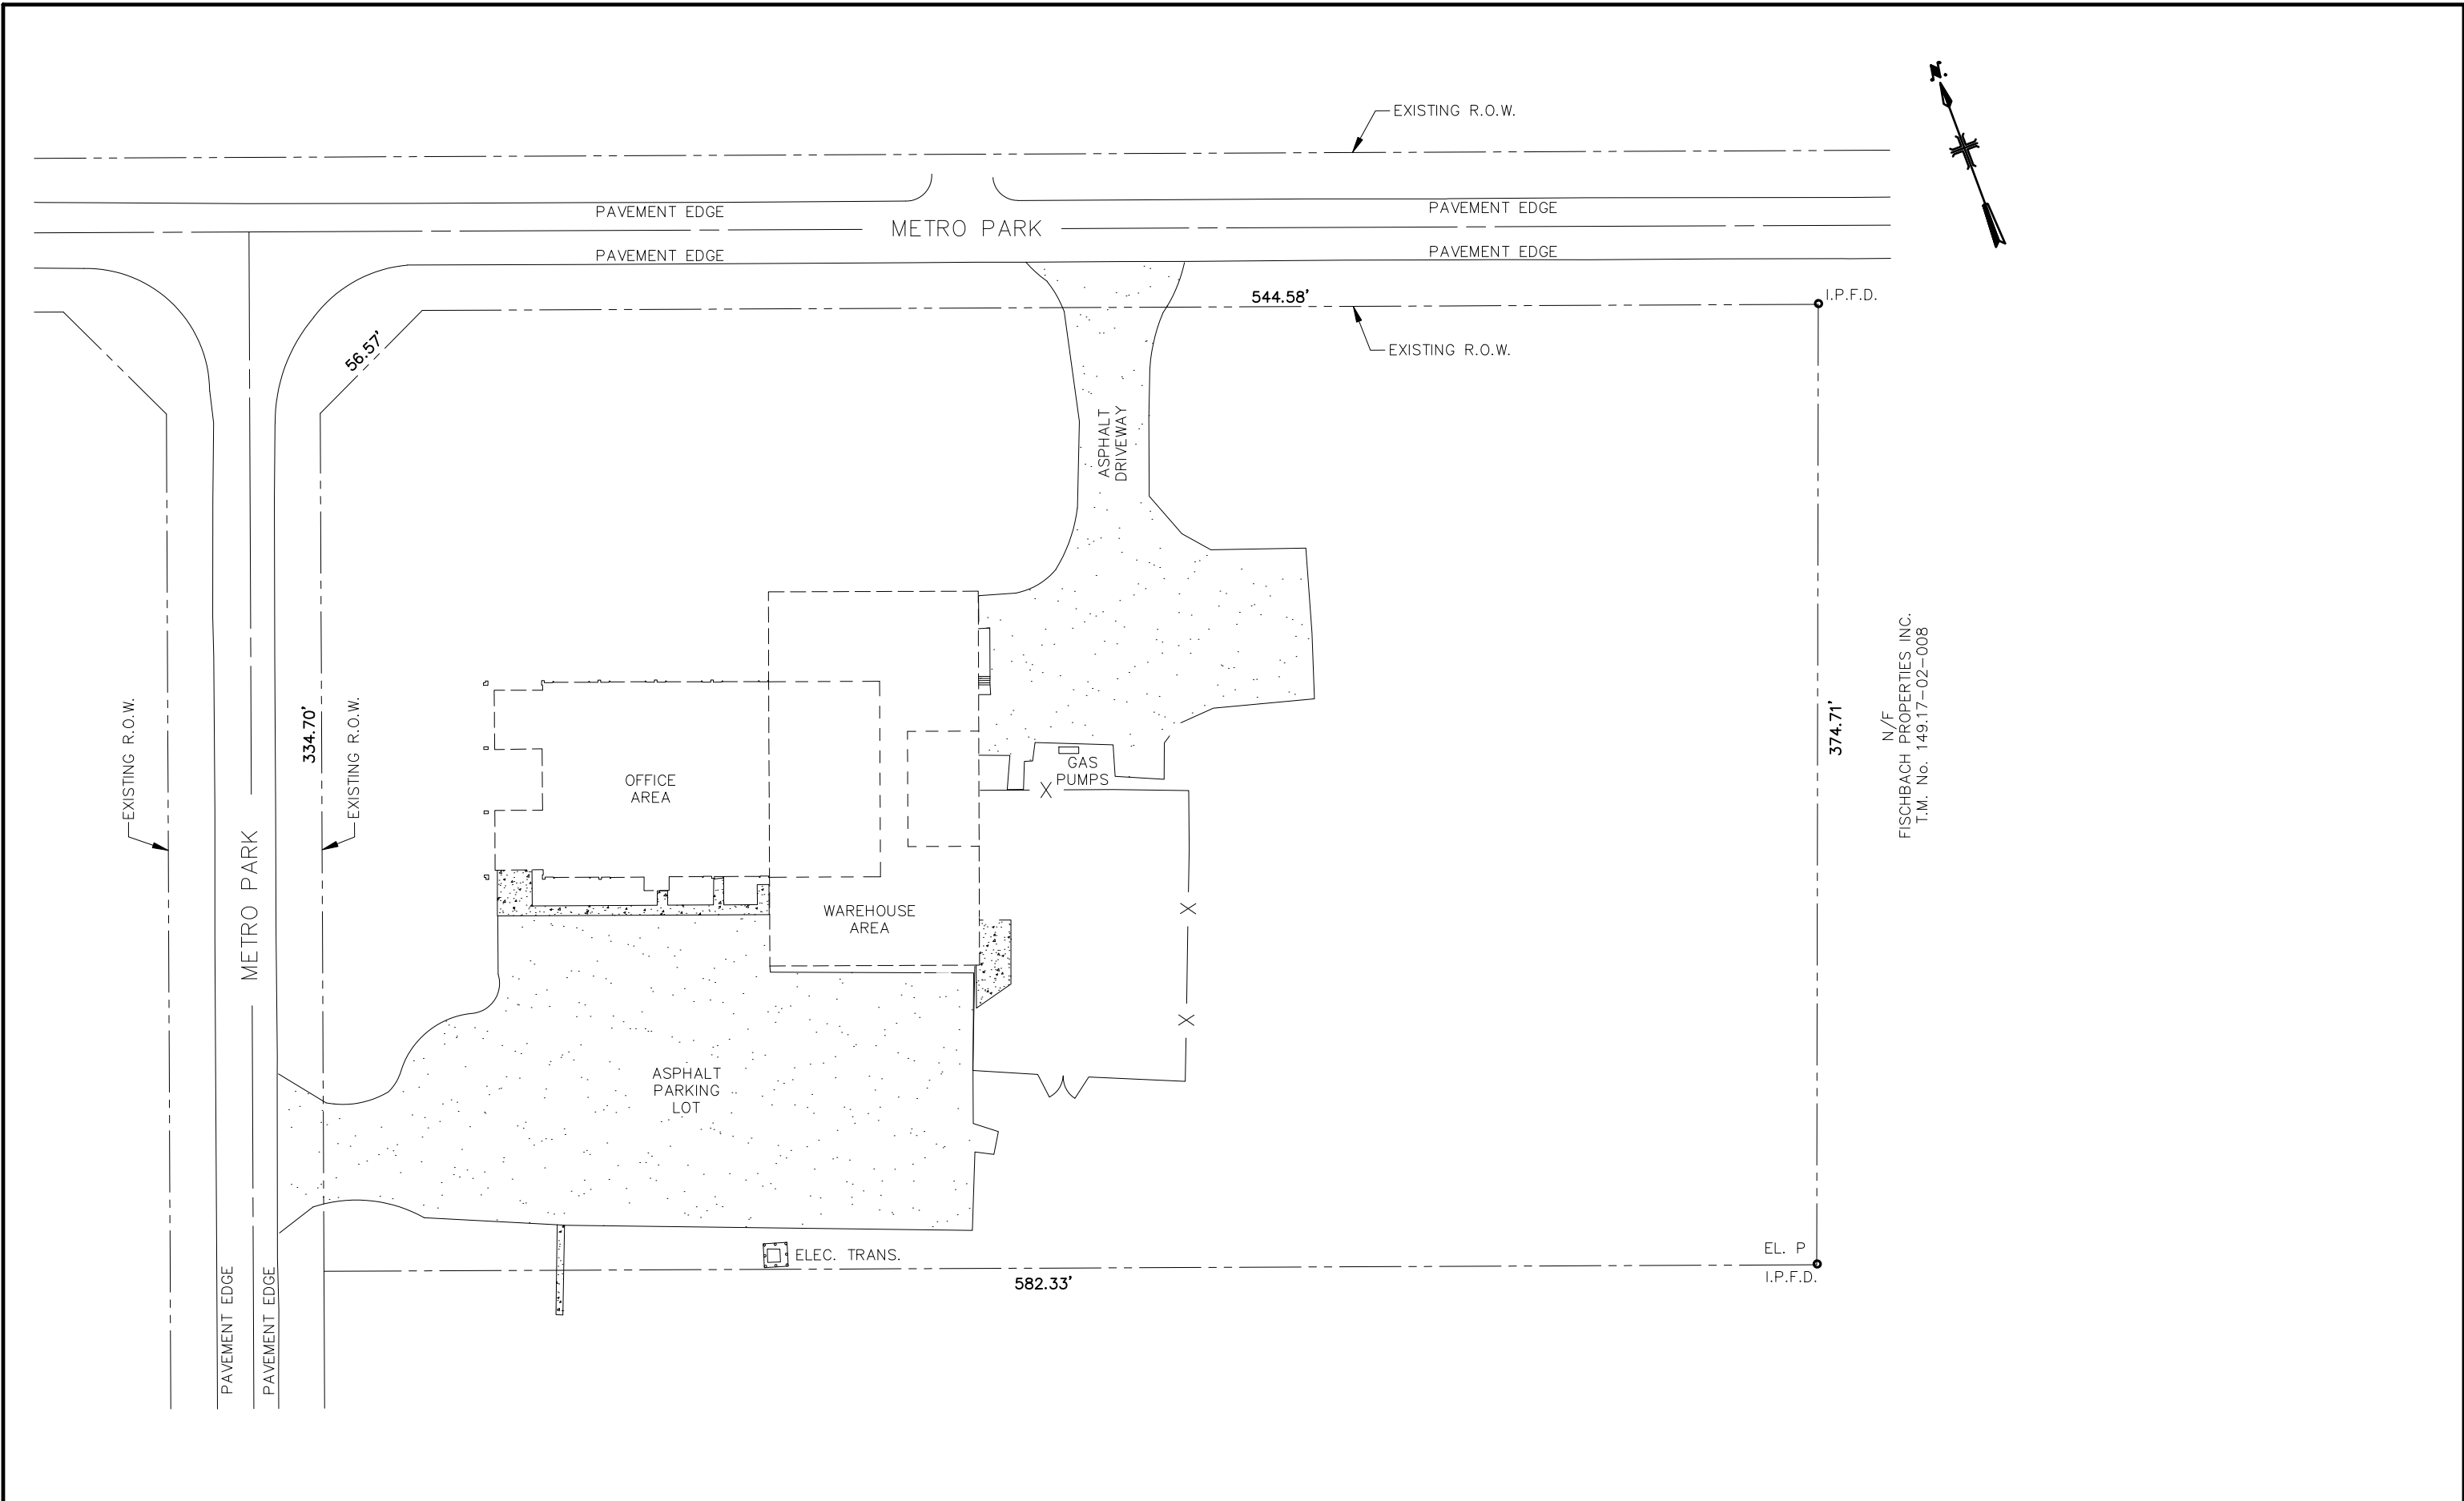 N.
EXISTING R.O.W.
PAVEMENT EDGE
PAVEMENT EDGE
METRO PARK
PAVEMENT EDGE
PAVEMENT EDGE
544.58'
I.P.F.D.
56.57'
EXISTING R.O.W.
ASPHALT
DRIVEWAY
EXISTING R.O.W.
334.70'
EXISTING R.O.W.
METRO PARK
OFFICE
AREA
GAS
PUMPS
X
374.71'
N/F
FISCHBACH PROPERTIES INC.
T.M. No. 149.17-02-008
WAREHOUSE
AREA
X
X
ASPHALT
PARKING
LOT
ELEC. TRANS.
EL. P
I.P.F.D.
582.33'
PAVEMENT EDGE
PAVEMENT EDGE